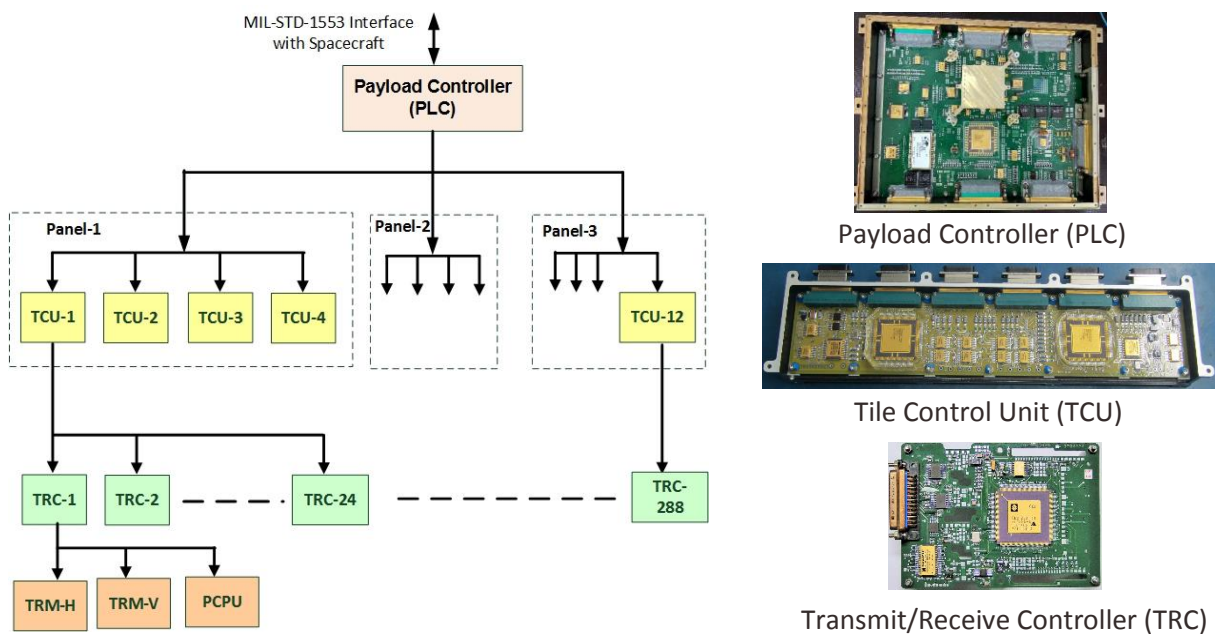 MIL-STD-1553 Interface
with Spacecraft
Payload Controller
(PLC)
Panel-1
Panel-2
Panel-3
TCU-1
TCU-2
TCU-3
TCU-4
TCU-12
TRC-1
TRC-2
TRC-24
TRC-
288
TRM-H
TRM-V
PCPU
Payload Controller (PLC)
Tile Control Unit (TCU)
Transmit/Receive Controller (TRC)